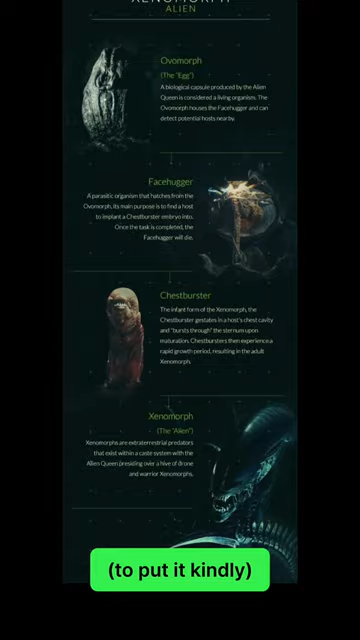 XENOMORPH
ALIEN
Ovomorph
(The "Egg")
A biological capsule produced by the Alien
Queen is considered a living organism. The
Ovomorph houses the Facehugger and can
detect potential hosts nearby.
Facehugger
A parasitic organism that hatches from the
Ovomorph, its main purpose is to find a host
to implant a Chestburster embryo into.
Once the task is completed, the
Facehugger will die.
Chestburster
The infant form of the Xenomorph, the
Chestburster gestates in a host's chest cavity
and "bursts through" the sternum upon
maturation. Chestbursters then experience a
rapid growth period, resulting in the adult
Xenomorph.
Xenomorph
(The "Alien")
Xenomorphs are extraterrestrial predators
that exist within a caste system with the
Alien Queen presiding over a hive of drone
and warrior Xenomorphs.
(to put it kindly)